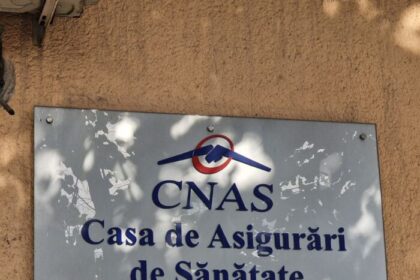 CNAS
Casa de Asigurări
de Sănătate